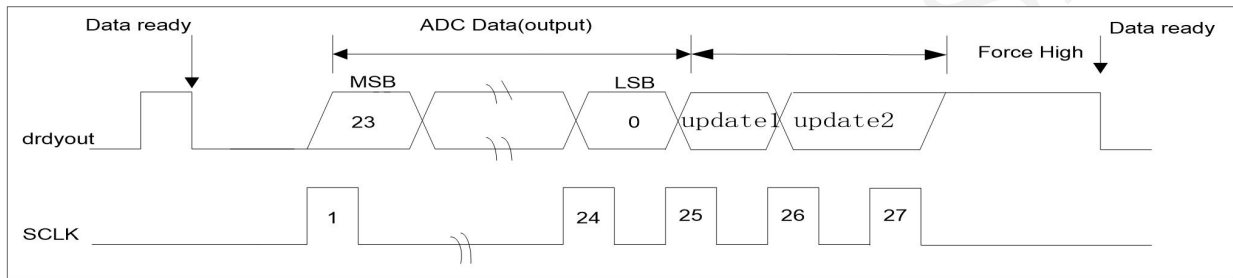 Data ready
ADC Data(output)
Data ready
Force High
MSB
LSB
23
0
update1
update2
drdyout
1
24
25
26
27
SCLK